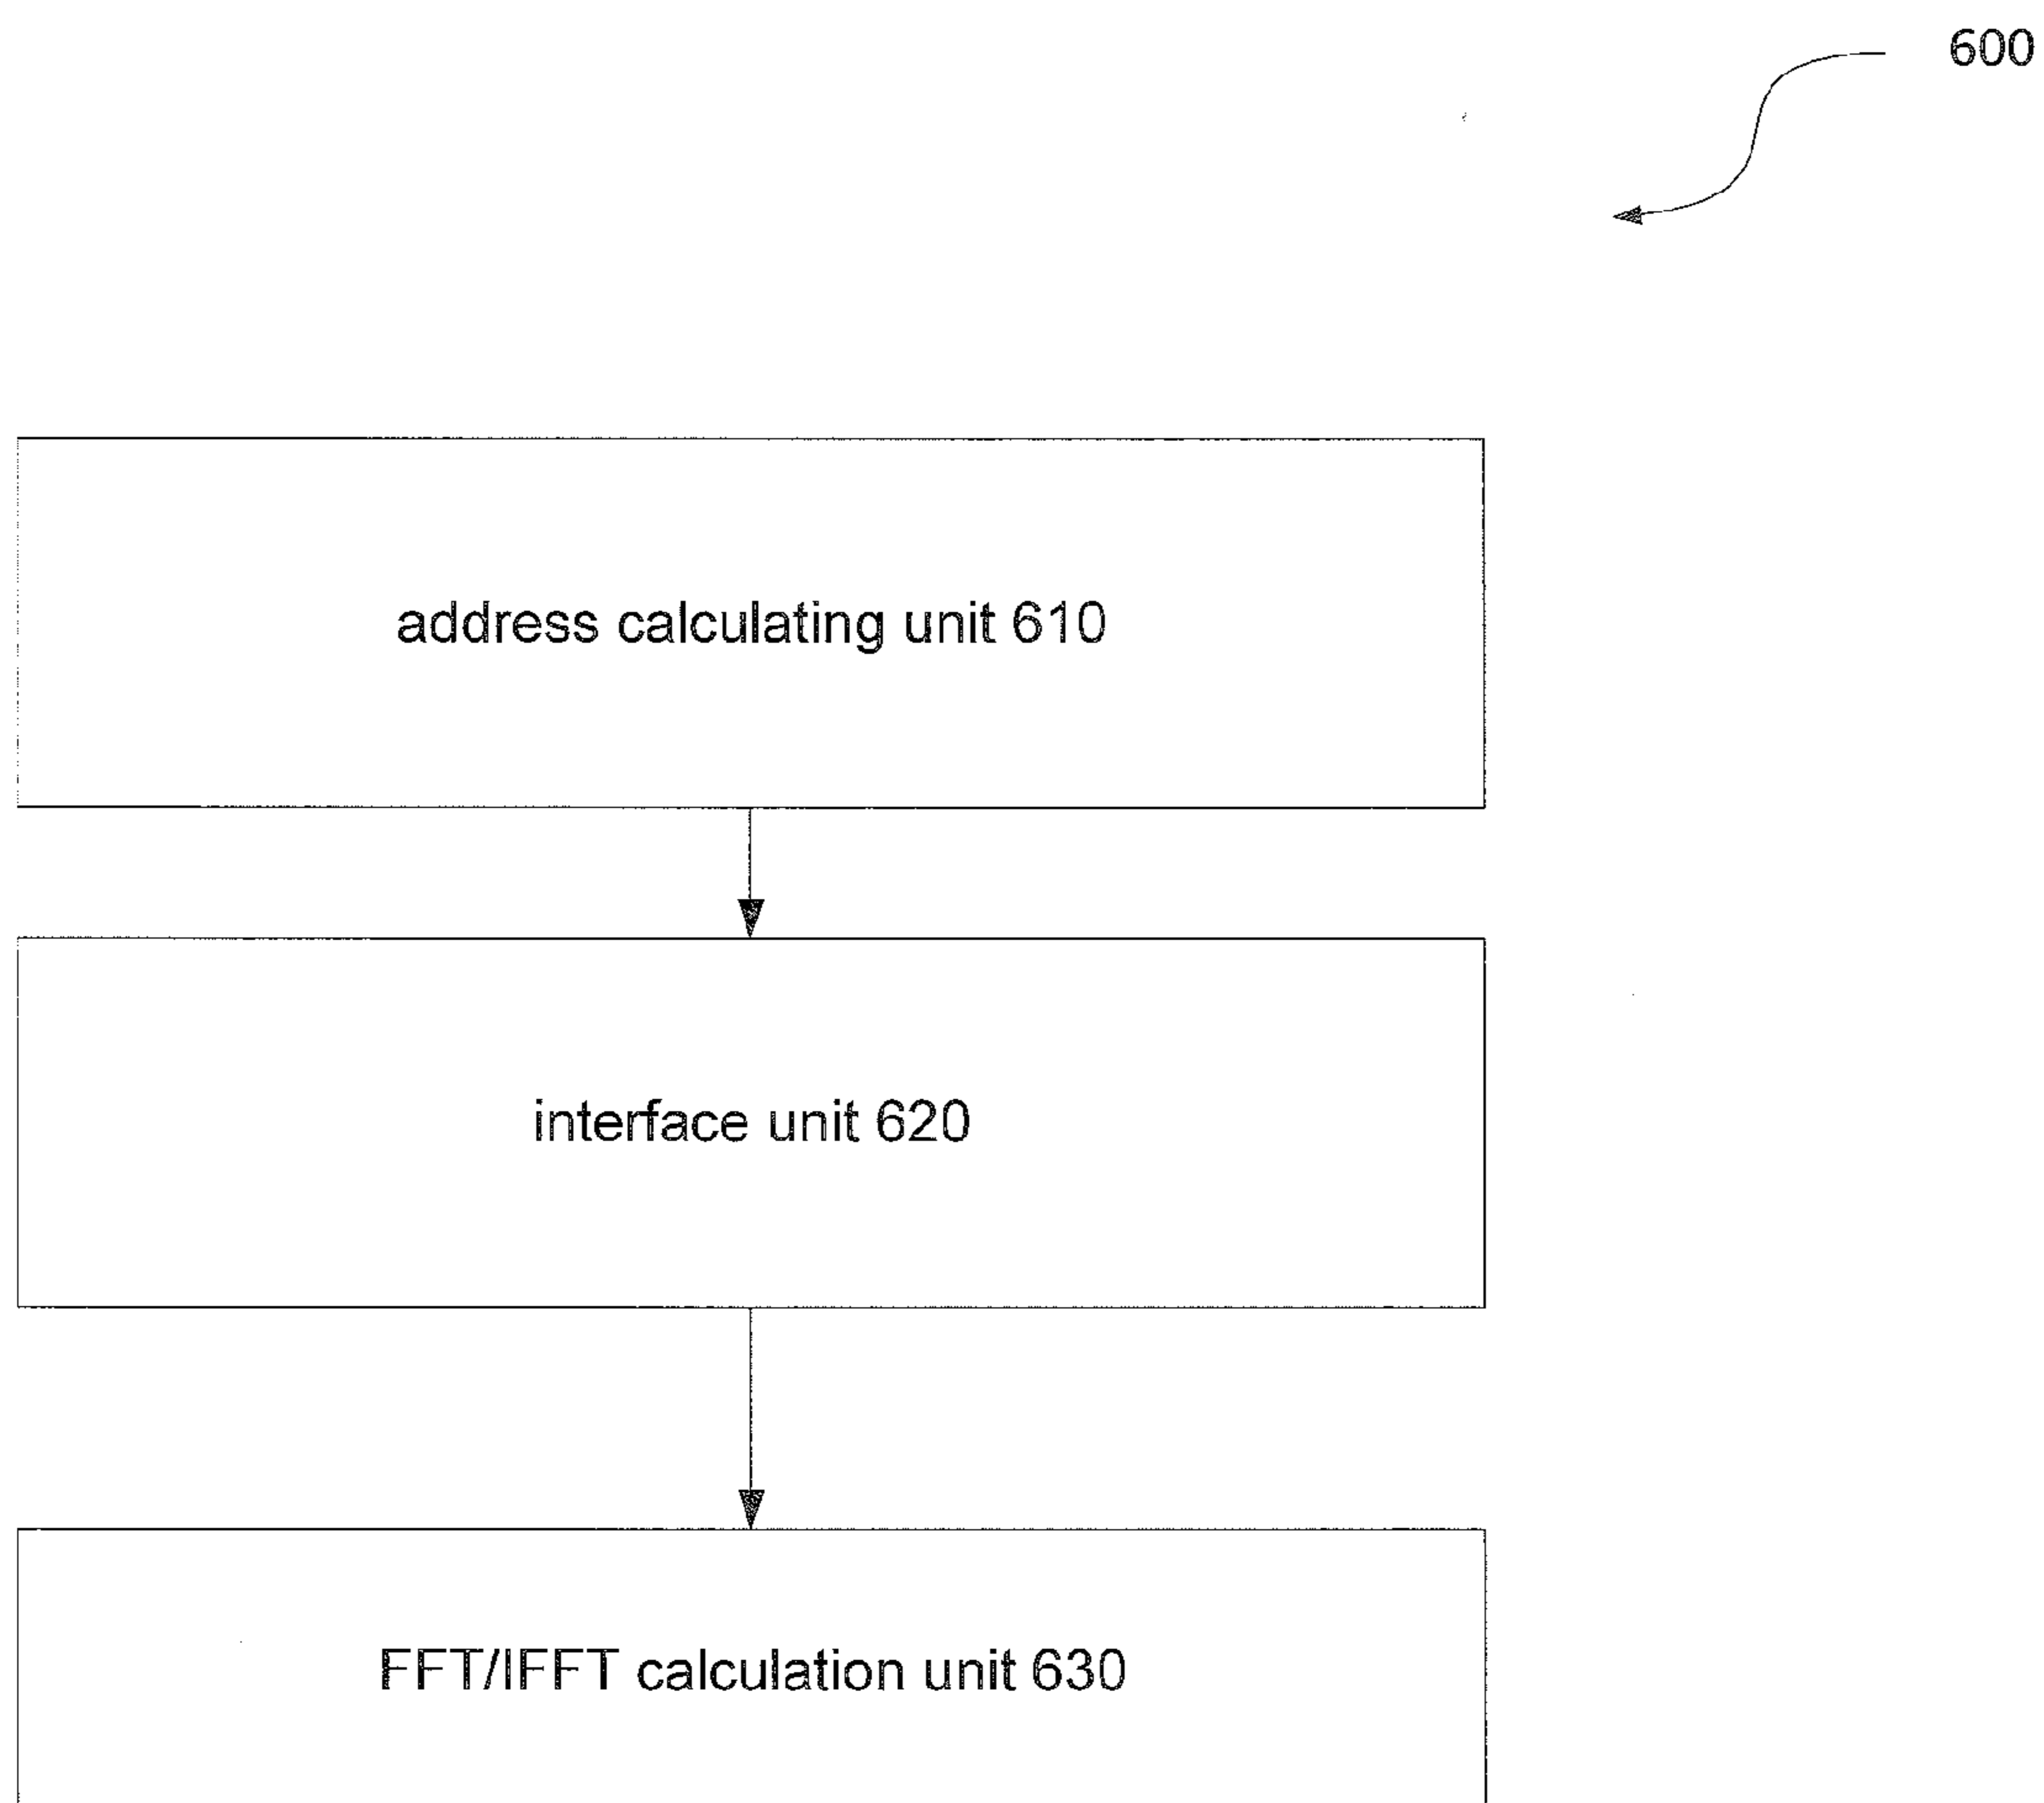 600
address calculating unit 610
interface unit 620
FFT/IFFT calculation unit 630